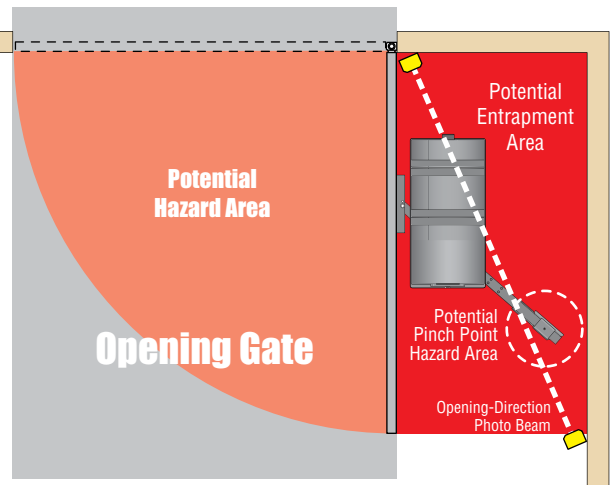 Potential
Entrapment
Area
Potential
Hazard Area
Potential
Pinch Point
Hazard Area
Opening Gate
Opening-Direction
Photo Beam